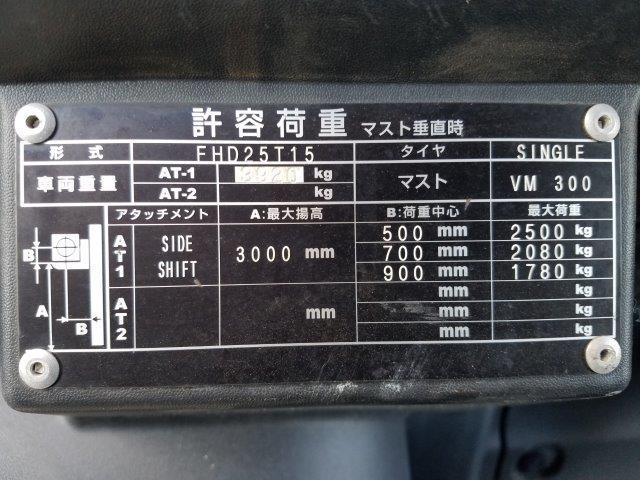 許容荷重 マスト垂直時
形式 FHD25T15 タイヤ SINGLE
車両重量 AT-1 3920 kg マスト VM 300
AT-2 kg
アタッチメント A:最大揚高 B:荷重中心 最大荷重
AT1 SIDE SHIFT 3000 mm 500 mm 2500 kg
700 mm 2080 kg
900 mm 1780 kg
AT2 mm mm kg
mm kg
mm kg
B
A
B